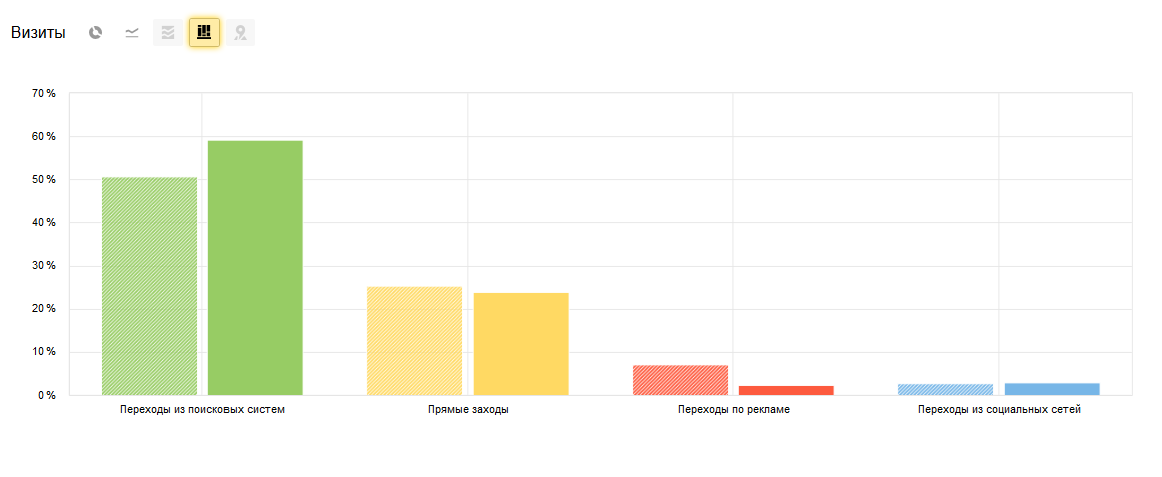 Визиты
70 %
60 %
50 %
40 %
30 %
20 %
10 %
0 %
Переходы из поисковых систем
Прямые заходы
Переходы по рекламе
Переходы из социальных сетей